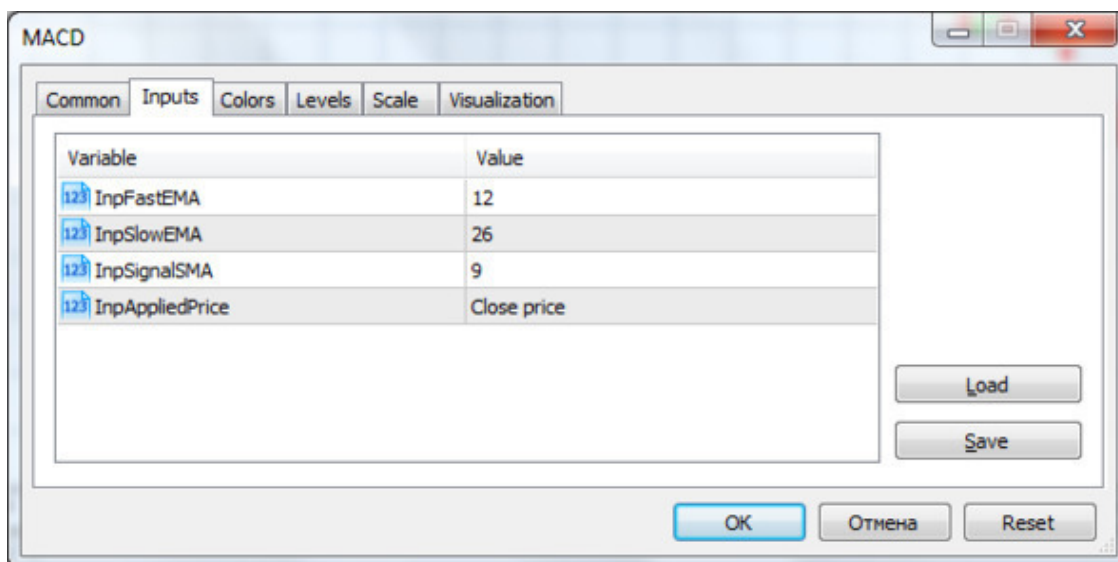 MACD
Common Inputs Colors Levels Scale Visualization
Variable Value
123 InpFastEMA 12
123 InpSlowEMA 26
123 InpSignalSMA 9
123 InpAppliedPrice Close price
Load
Save
OK Отмена Reset